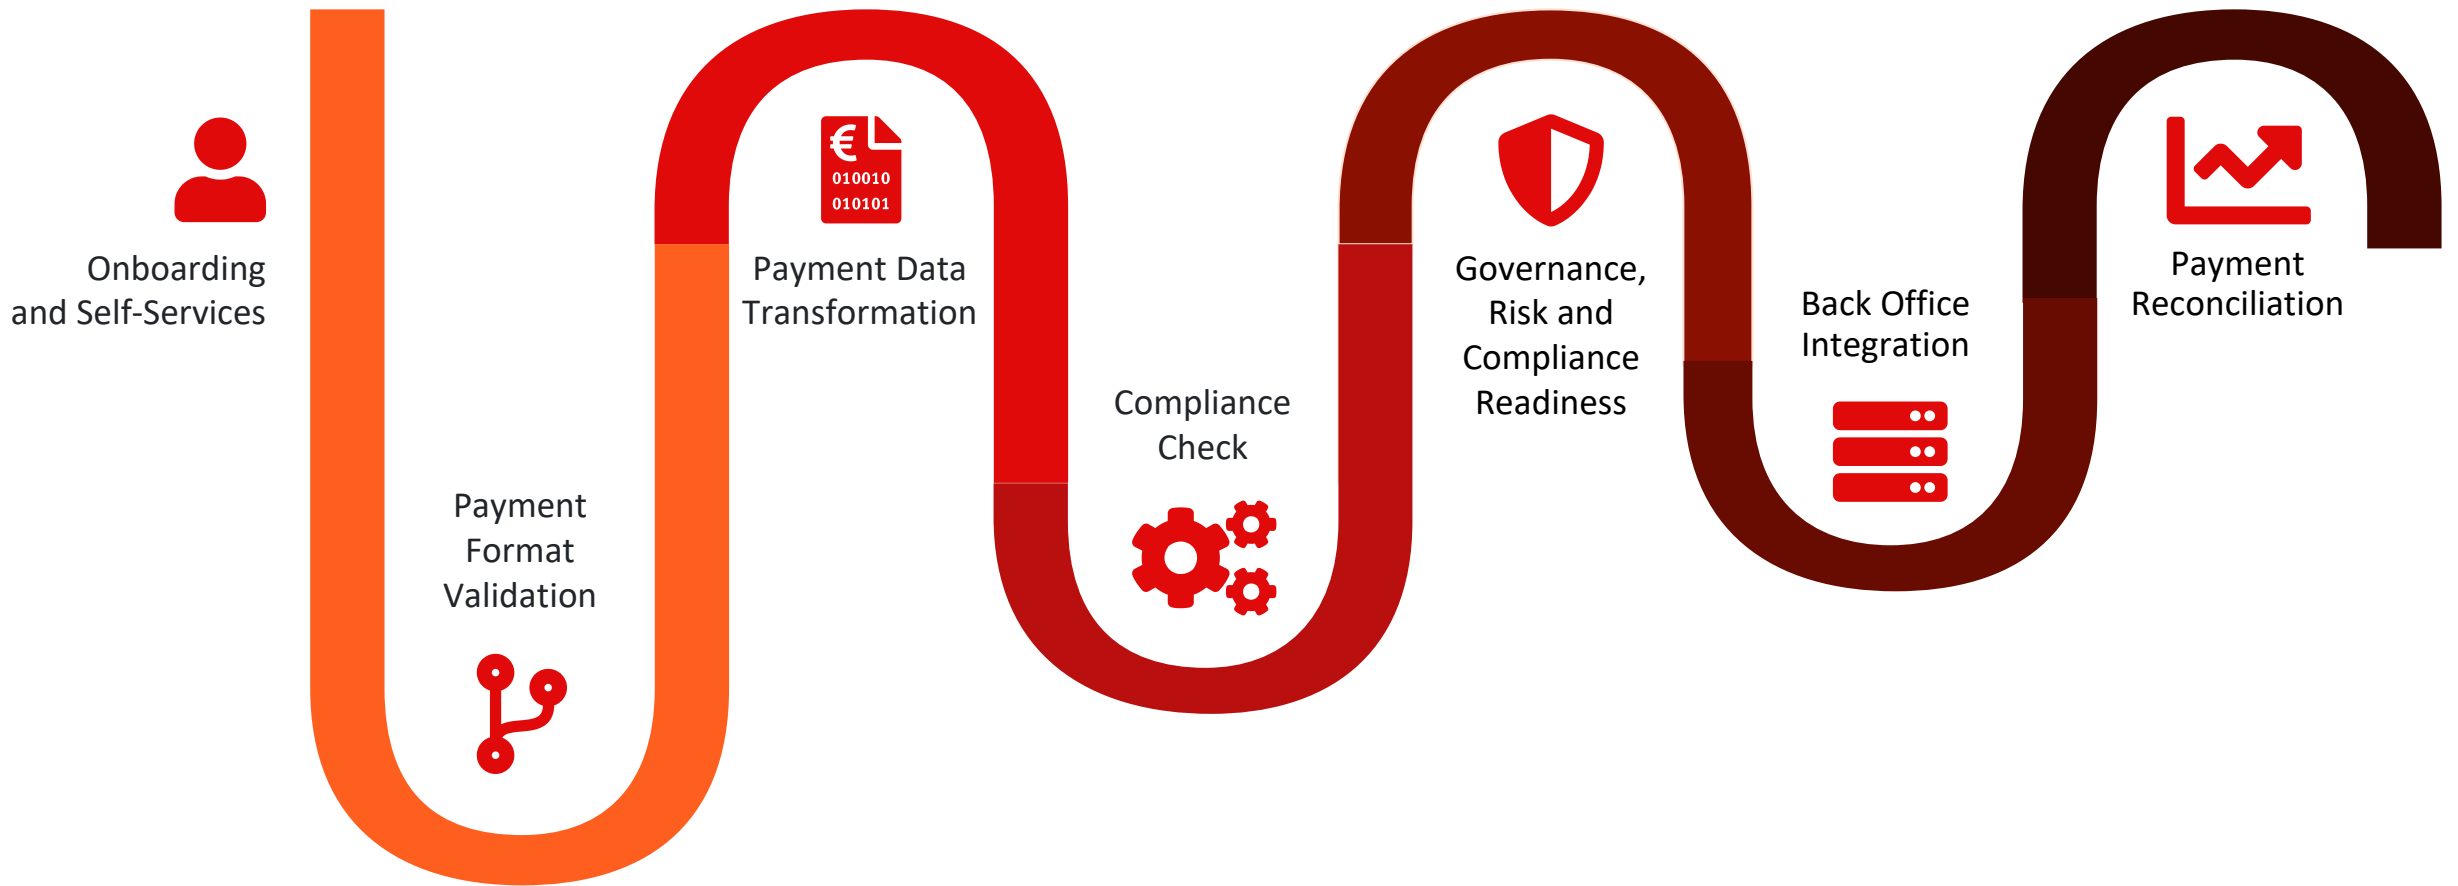 Onboarding
and Self-Services
Payment
Format
Validation
€
010010
010101
Payment Data
Transformation
Compliance
Check
Governance,
Risk and
Compliance
Readiness
Back Office
Integration
Payment
Reconciliation